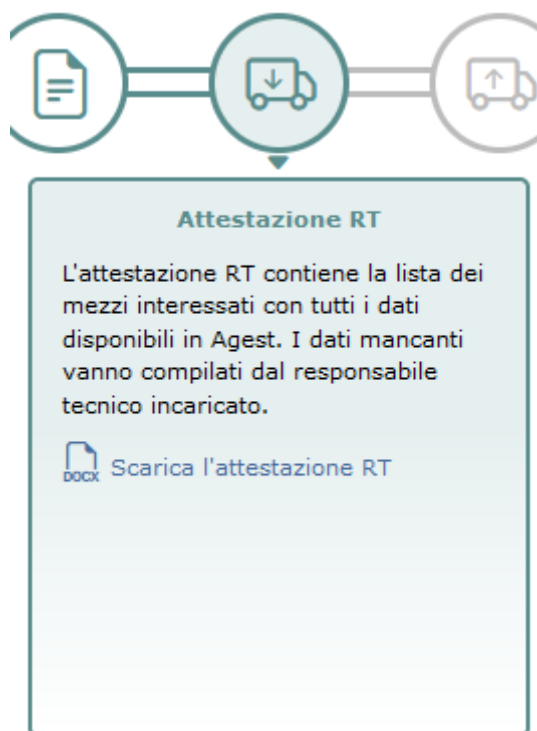 Attestazione RT
L'attestazione RT contiene la lista dei
mezzi interessati con tutti i dati
disponibili in Agest. I dati mancanti
vanno compilati dal responsabile
tecnico incaricato.
DOCX Scarica l'attestazione RT